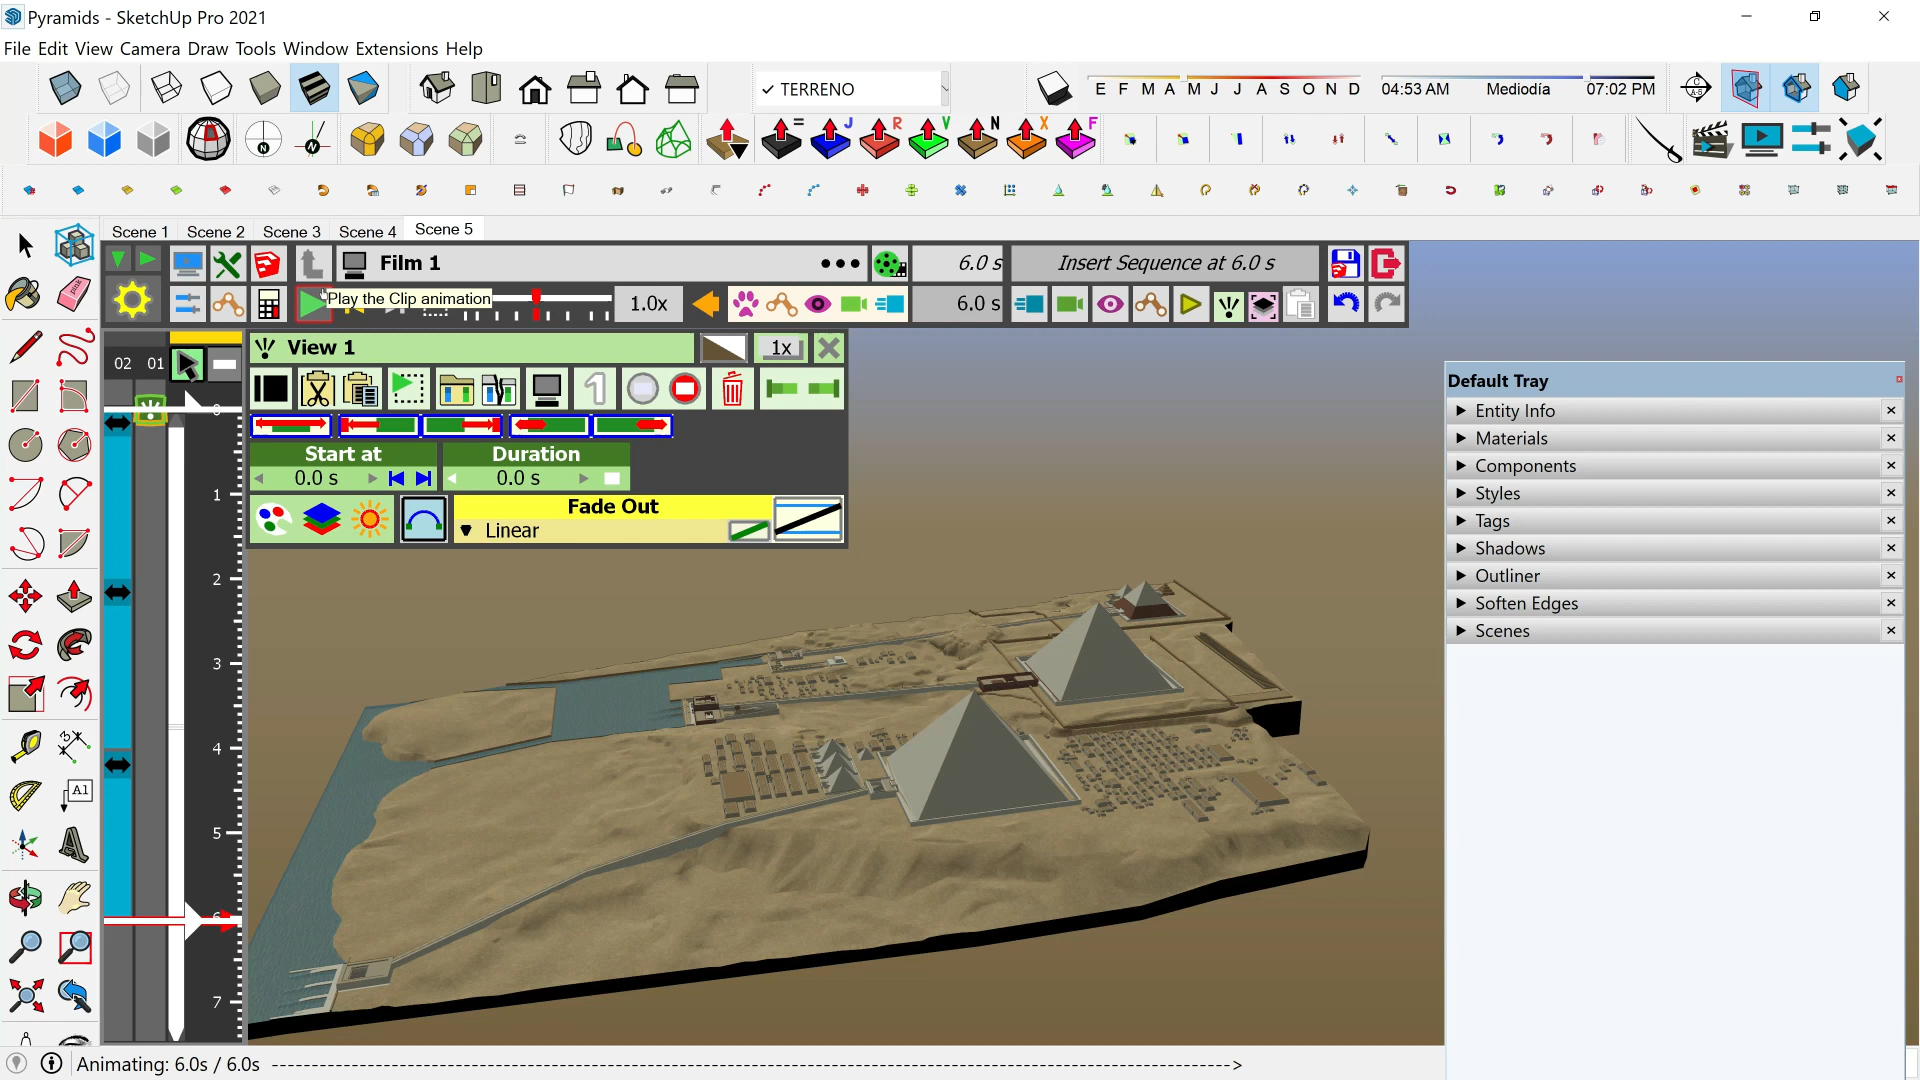 Pyramids - SketchUp Pro 2021
File Edit View Camera Draw Tools Window Extensions Help
✓ TERRENO
E F M A M J J A S O N D
04:53 AM Mediodía 07:02 PM
= J R V N X F
Scene 1 Scene 2 Scene 3 Scene 4 Scene 5
Film 1
6.0 s
Insert Sequence at 6.0 s
Play the Clip animation
1.0x
6.0 s
02 01
View 1
1x
Start at
Duration
0.0 s
0.0 s
Fade Out
Linear
0
1
2
3
4
5
6
7
Default Tray
Entity Info
Materials
Components
Styles
Tags
Shadows
Outliner
Soften Edges
Scenes
Animating: 6.0s / 6.0s ---------------------------------------------------------------------------------------------------->